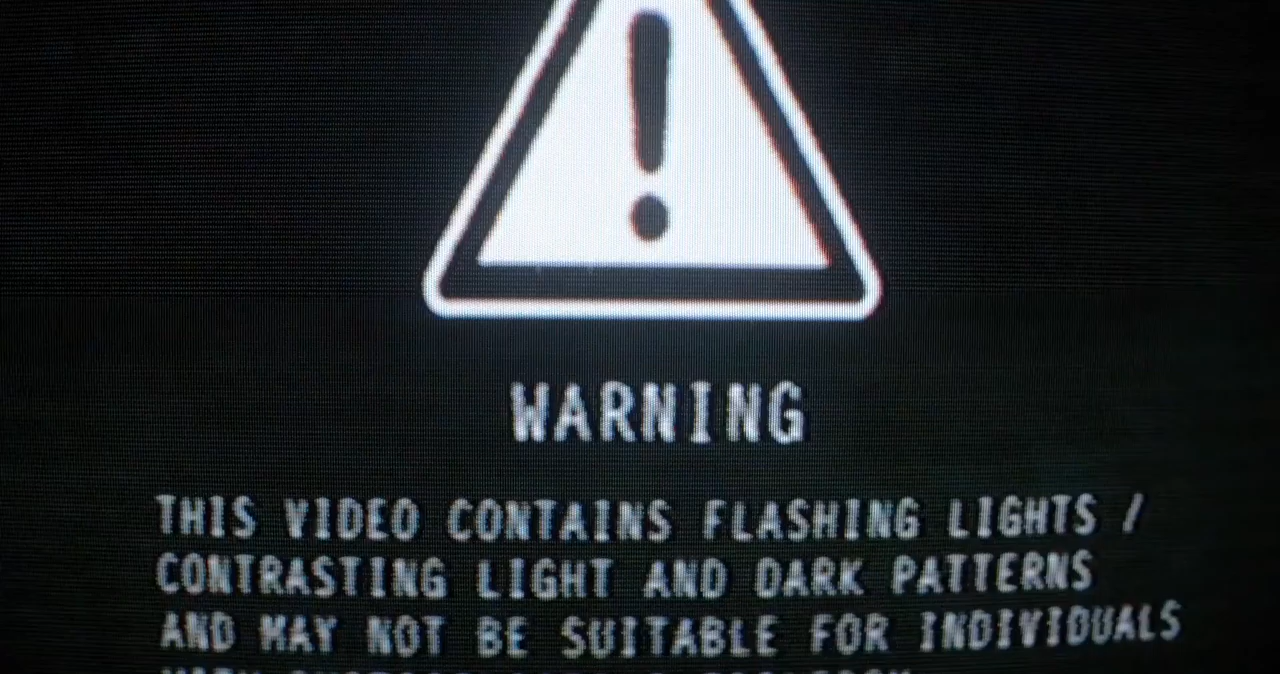 WARNING
THIS VIDEO CONTAINS FLASHING LIGHTS /
CONTRASTING LIGHT AND DARK PATTERNS
AND MAY NOT BE SUITABLE FOR INDIVIDUALS